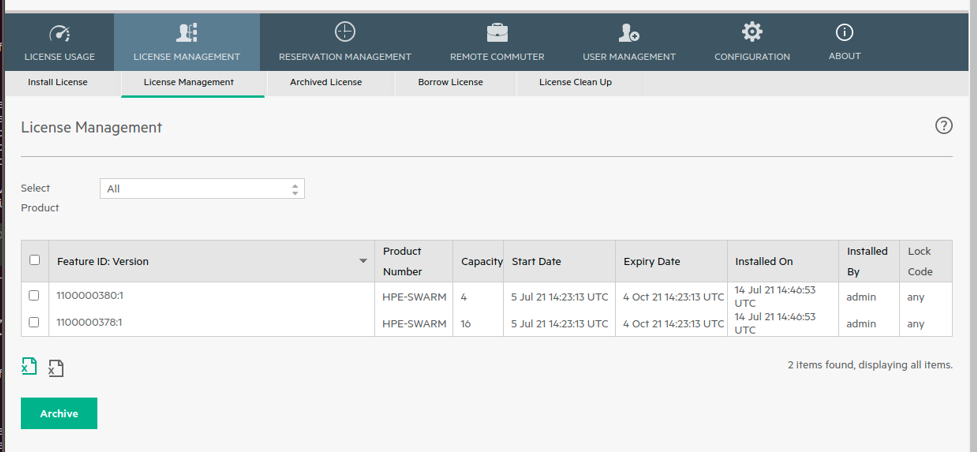 LICENSE USAGE LICENSE MANAGEMENT RESERVATION MANAGEMENT REMOTE COMMUTER USER MANAGEMENT CONFIGURATION ABOUT
Install License License Management Archived License Borrow License License Clean Up
License Management
Select
Product
All
Feature ID: Version Product Number Capacity Start Date Expiry Date Installed On Installed By Lock Code
1100000380:1 HPE-SWARM 4 5 Jul 21 14:23:13 UTC 4 Oct 21 14:23:13 UTC 14 Jul 21 14:46:53 UTC admin any
1100000378:1 HPE-SWARM 16 5 Jul 21 14:23:13 UTC 4 Oct 21 14:23:13 UTC 14 Jul 21 14:46:53 UTC admin any
2 items found, displaying all items.
Archive